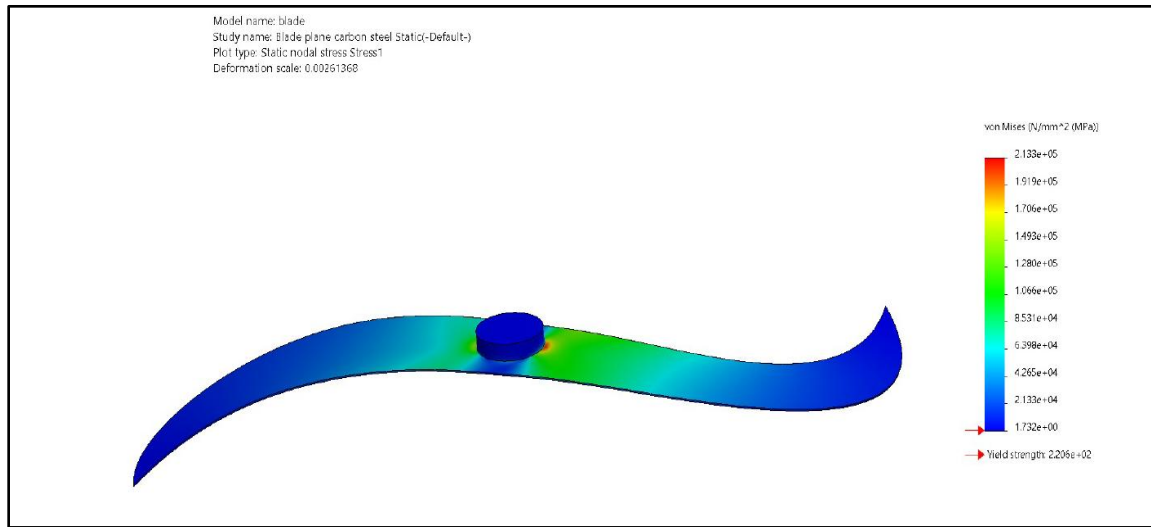 Model name: blade
Study name: Blade plane carbon steel Static(-Default-)
Plot type: Static nodal stress Stress1
Deformation scale: 0.00261368
von Mises [N/mm^2 (MPa)]
2.133e+05
1.919e+05
1.706e+05
1.493e+05
1.280e+05
1.066e+05
8.531e+04
6.398e+04
4.266e+04
2.133e+04
1.732e+00
Yield strength: 2.206e+02